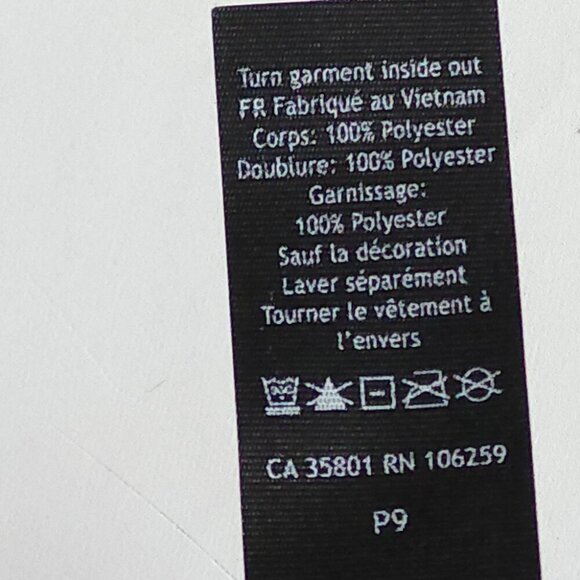 Turn garment inside out
FR Fabriqué au Vietnam
Corps: 100% Polyester
Doublure: 100% Polyester
Garnissage:
100% Polyester
Sauf la décoration
Laver séparément
Tourner le vêtement à
l'envers
CA 35801 RN 106259
P9